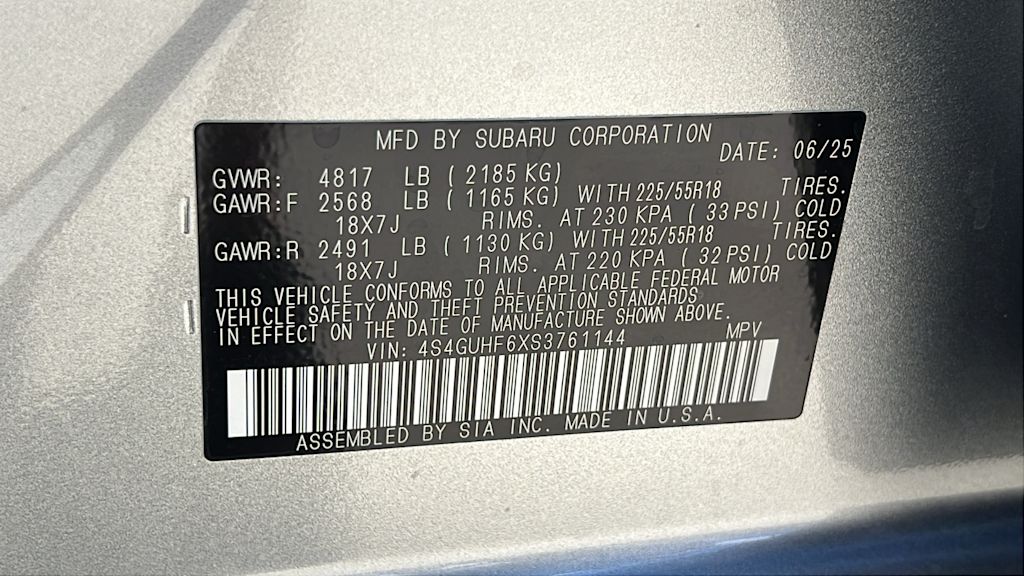 MFD BY SUBARU CORPORATION
DATE: 06/25
GVWR: 4817 LB ( 2185 KG)
GAWR:F 2568 LB ( 1165 KG) WITH 225/55R18 TIRES.
18X7J RIMS. AT 230 KPA ( 33 PSI) COLD
GAWR:R 2491 LB ( 1130 KG) WITH 225/55R18 TIRES.
18X7J RIMS. AT 220 KPA ( 32 PSI) COLD
THIS VEHICLE CONFORMS TO ALL APPLICABLE FEDERAL MOTOR
VEHICLE SAFETY AND THEFT PREVENTION STANDARDS
IN EFFECT ON THE DATE OF MANUFACTURE SHOWN ABOVE.
VIN: 4S4GUHF6XS3761144 MPV
ASSEMBLED BY SIA INC. MADE IN U.S.A.